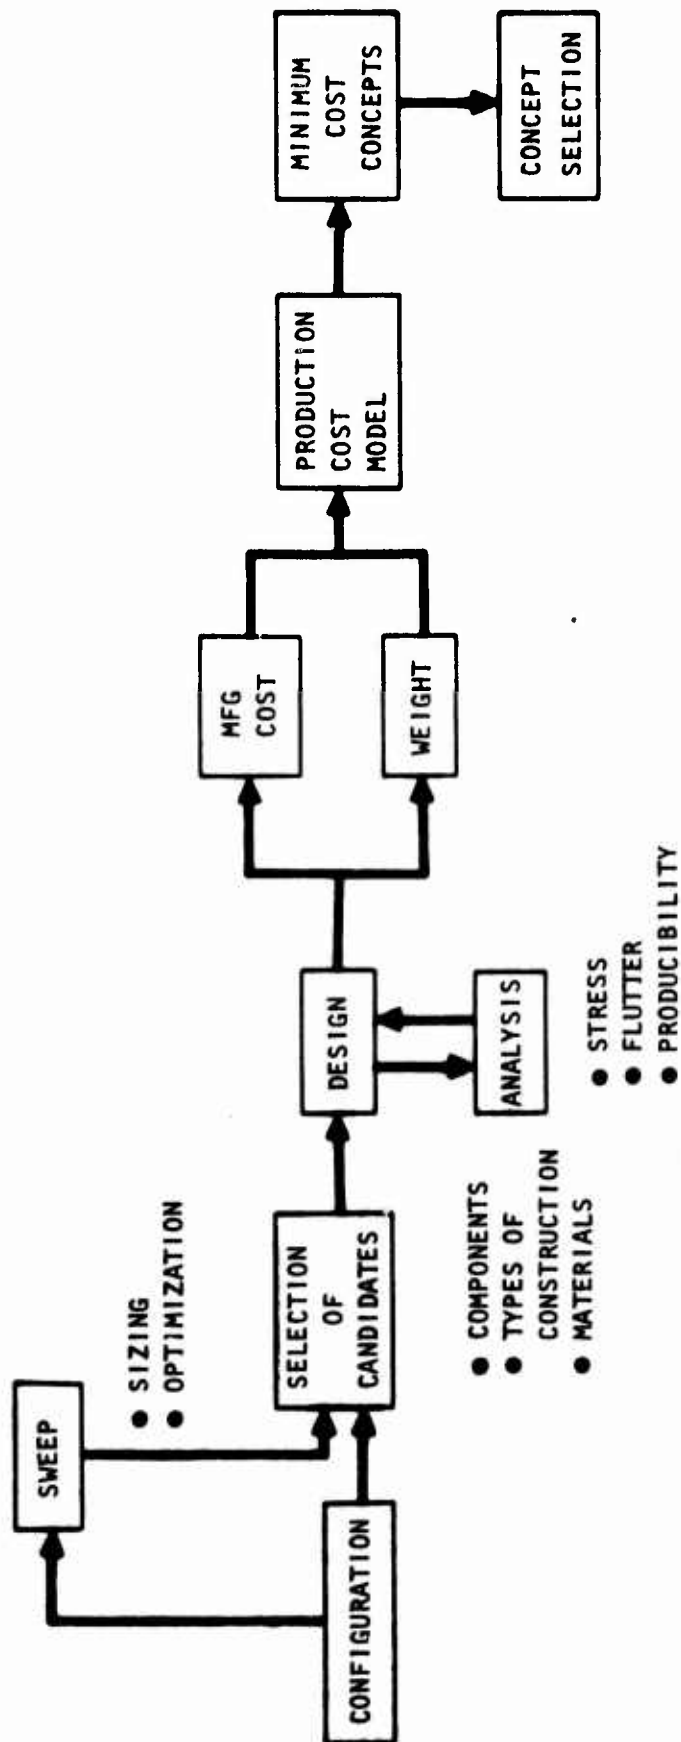 SWEEP
● SIZING
● OPTIMIZATION
CONFIGURATION
SELECTION
OF
CANDIDATES
● COMPONENTS
● TYPES OF
CONSTRUCTION
● MATERIALS
DESIGN
ANALYSIS
● STRESS
● FLUTTER
● PRODUCIBILITY
MFG
COST
WEIGHT
PRODUCTION
COST
MODEL
MINIMUM
COST
CONCEPTS
CONCEPT
SELECTION